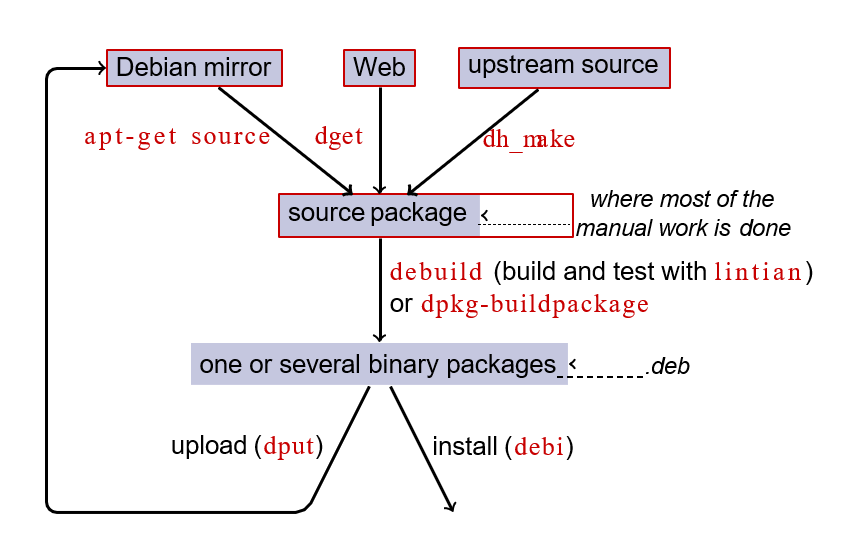 Debian mirror
Web
upstream source
apt-get source
dget
dh_make
source package
where most of the
manual work is done
debuild (build and test with lintian)
or dpkg-buildpackage
one or several binary packages
.deb
upload (dput)
install (debi)